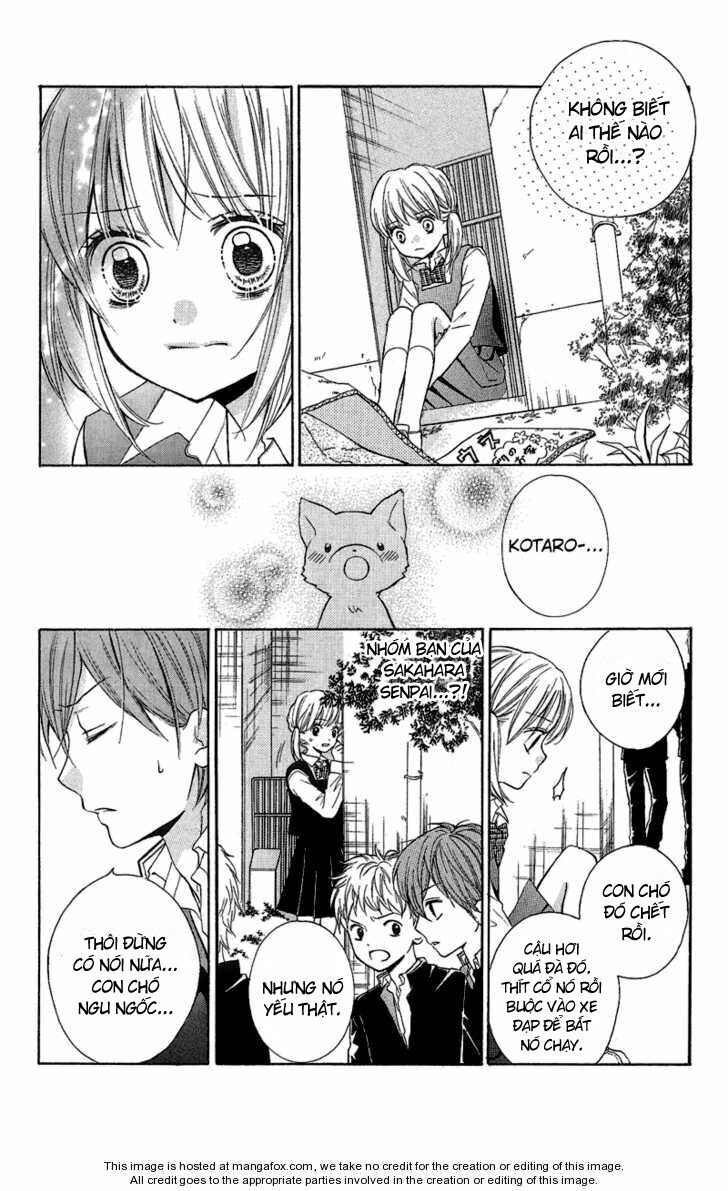 KHÔNG BIẾT
AI THẾ NÀO
RỒI...?
KOTARO-...
GIỜ MỚI
BIẾT...
CON CHÓ
ĐÓ CHẾT
RỒI.
CẬU HƠI
QUÁ ĐÀ ĐÓ,
THÍT CỔ NÓ RỒI
BUỘC VÀO XE
ĐẠP ĐỂ BẮT
NÓ CHẠY.
NHÓM BẠN CỦA
SAKAHARA
SENPAI...?!
NHƯNG NÓ
YẾU THẬT.
THÔI ĐỪNG
CÓ NÓI NỮA...
CON CHÓ
NGU NGỐC...
This image is hosted at mangafox.com, we take no credit for the creation or editing of this image.
All credit goes to the appropriate parties involved in the creation or editing of this image.